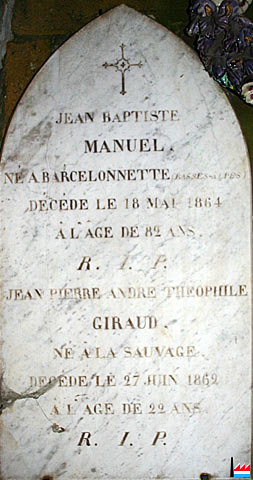 JEAN BAPTISTE
MANUEL.
NÉ A BARCELONNETTE (BASSES-ALPES)
DÉCÉDÉ LE 18 MAI 1864
A L'AGE DE 82 ANS.
R. I. P.
JEAN PIERRE ANDRÉ THÉOPHILE
GIRAUD
NÉ A LA SAUVAGE.
DÉCÉDÉ LE 27 JUIN 1862
A L'AGE DE 22 ANS.
R. I. P.